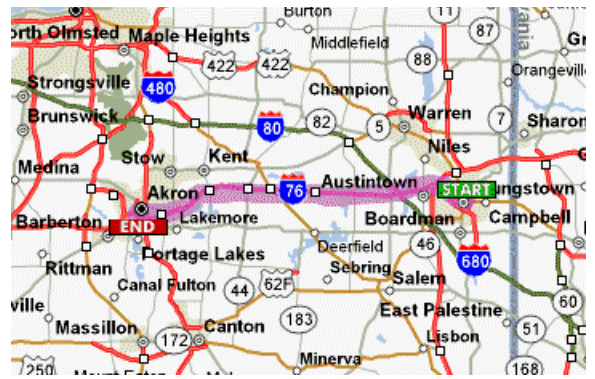 Burton
11
orth Olmsted
Maple Heights
87
Middlefield
422
422
88
Strongsville
480
Champion
Orangeville
Brunswick
80
82
5
Warren
7
Sharon
Niles
Medina
Stow
Kent
Akron
76
Austintown
START
ngstown
Barberton
END
Lakemore
Boardman
Campbell
Deerfield
46
Portage Lakes
680
Rittman
Sebring
Canal Fulton
44
62F
Salem
60
ville
183
East Palestine
Massillon
172
Canton
51
Lisbon
250
Minerva
168